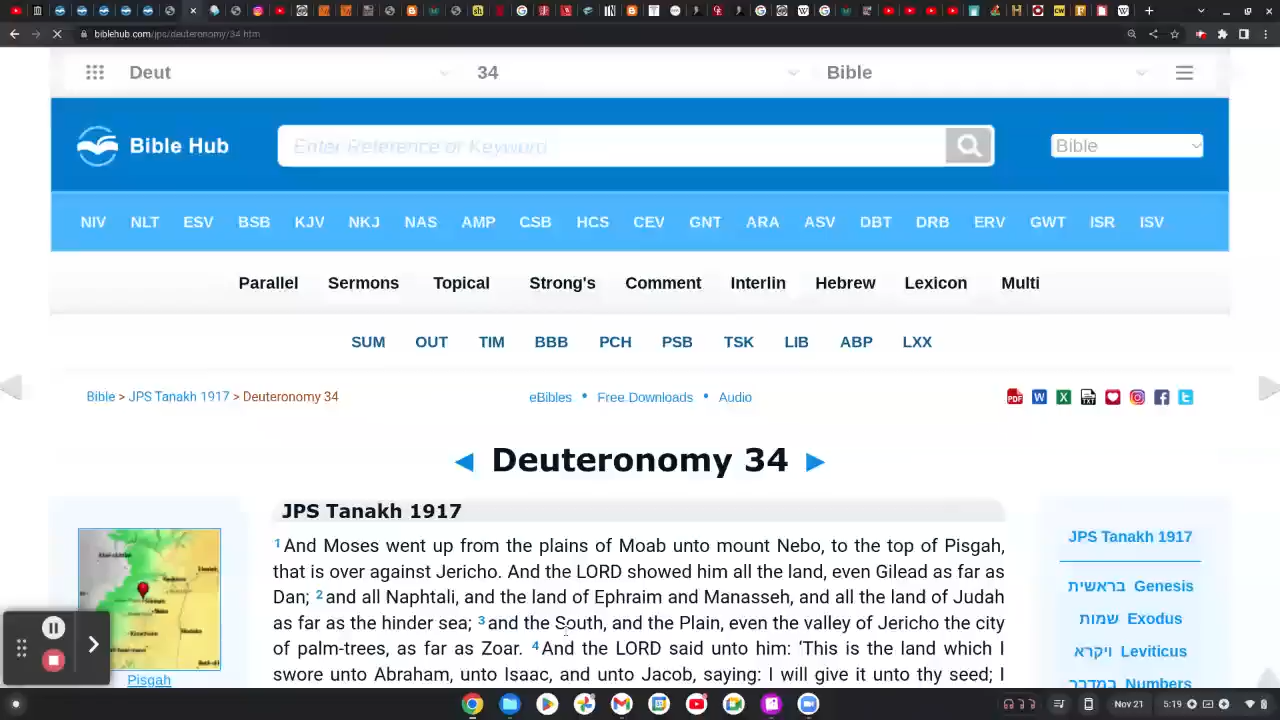 biblehub.com/jps/deuteronomy/34.htm
Deut 34 Bible
Bible Hub Enter Reference or Keyword Bible
NIV NLT ESV BSB KJV NKJ NAS AMP CSB HCS CEV GNT ARA ASV DBT DRB ERV GWT ISR ISV
Parallel Sermons Topical Strong's Comment Interlin Hebrew Lexicon Multi
SUM OUT TIM BBB PCH PSB TSK LIB ABP LXX
Bible > JPS Tanakh 1917 > Deuteronomy 34 eBibles • Free Downloads • Audio
◄ Deuteronomy 34 ►
JPS Tanakh 1917
1 And Moses went up from the plains of Moab unto mount Nebo, to the top of Pisgah,
that is over against Jericho. And the LORD showed him all the land, even Gilead as far as
Dan; 2 and all Naphtali, and the land of Ephraim and Manasseh, and all the land of Judah
as far as the hinder sea; 3 and the South, and the Plain, even the valley of Jericho the city
of palm-trees, as far as Zoar. 4 And the LORD said unto him: ‘This is the land which I
swore unto Abraham, unto Isaac, and unto Jacob, saying: I will give it unto thy seed; I
Pisgah
JPS Tanakh 1917
בראשית Genesis
שמות Exodus
ויקרא Leviticus
במדבר Numbers
Nov 21 5:19